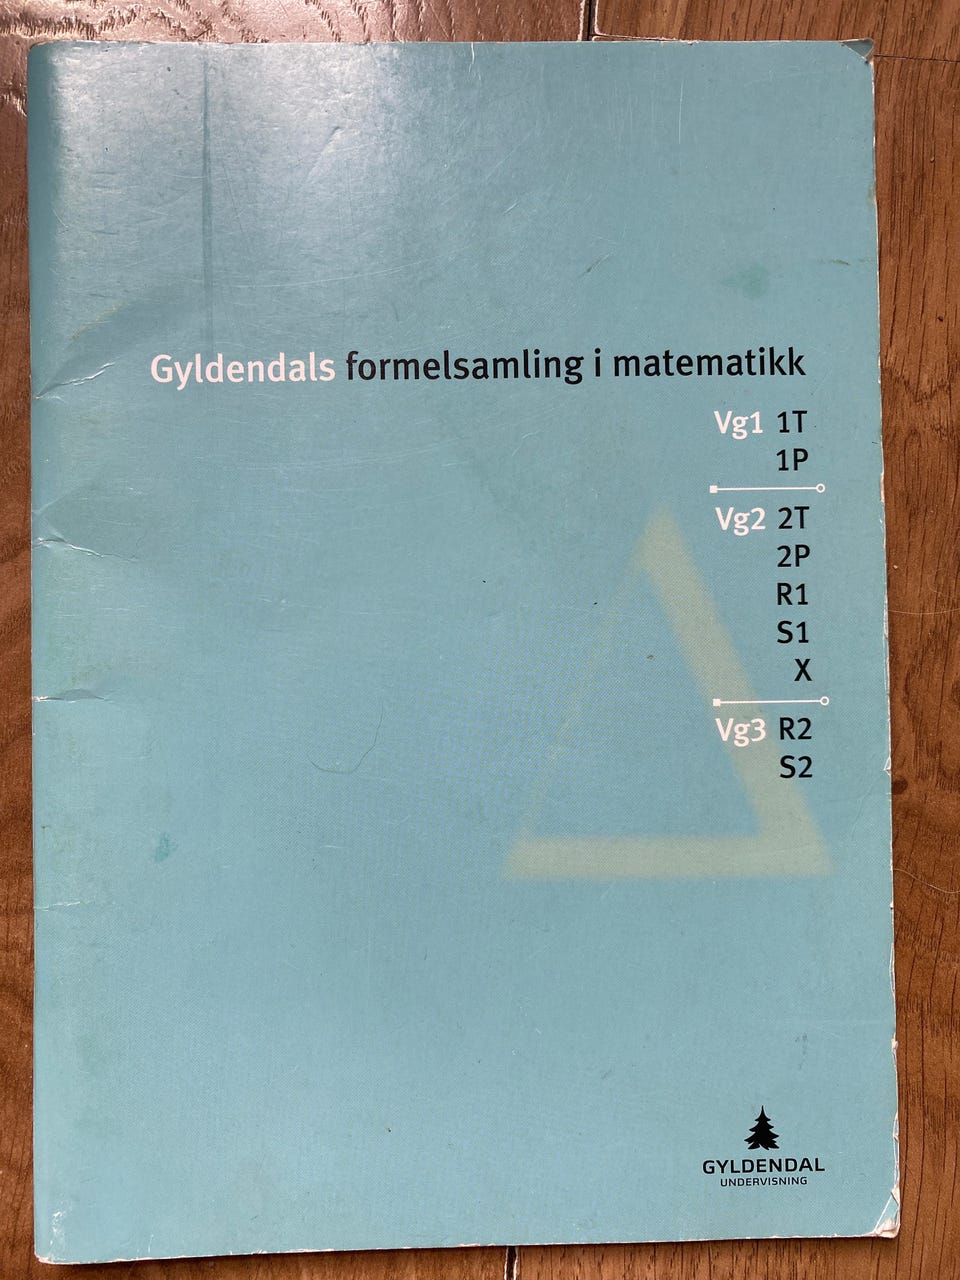 Gyldendals formelsamling i matematikk
Vg1 1T
1P
Vg2 2T
2P
R1
S1
X
Vg3 R2
S2
GYLDENDAL
UNDERVISNING